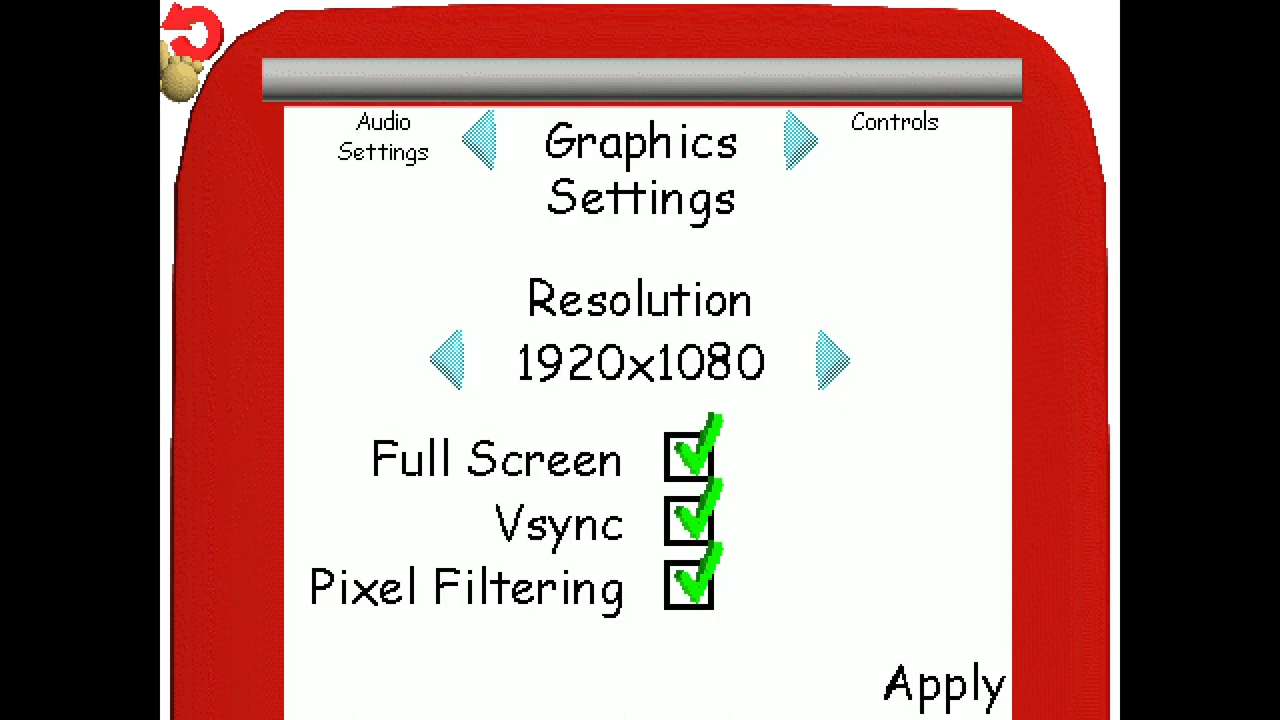 Audio
Settings
Graphics
Settings
Controls
Resolution
1920x1080
Full Screen
Vsync
Pixel Filtering
Apply